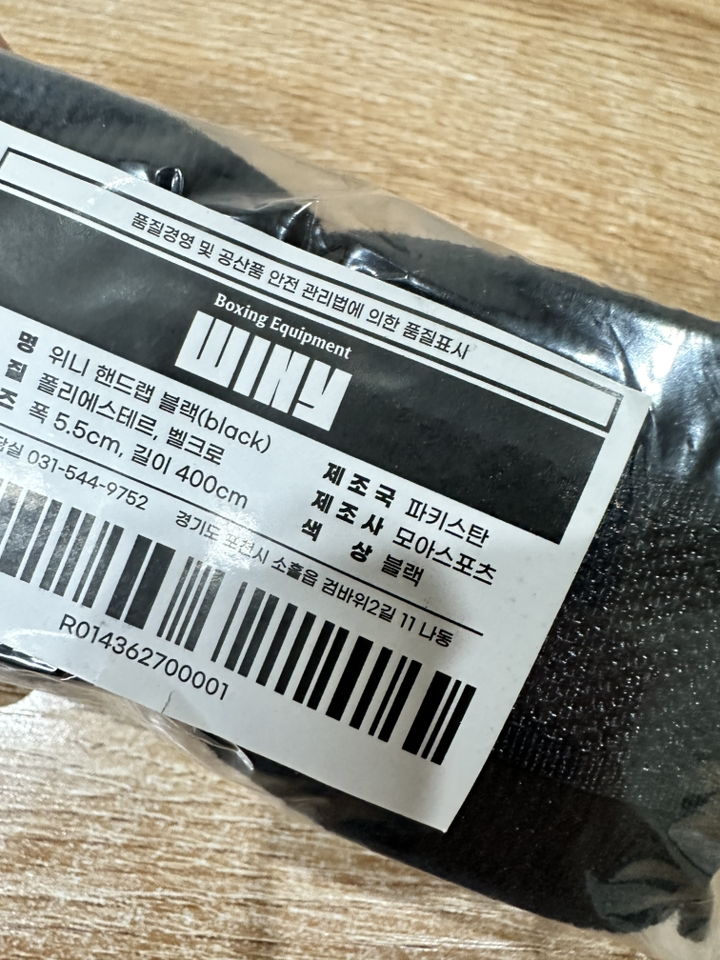 품질경영 및 공산품 안전 관리법에 의한 품질표사
Boxing Equipment
WINY
명 위니 핸드랩 블랙(black)
질 폴리에스테르, 벨크로
즈 폭 5.5cm, 길이 400cm
제조국 파키스탄
제조사 모아스포츠
색 상 블랙
담실 031-544-9752 경기도 포천시 소흘읍 검바위2길 11 나동
R014362700001